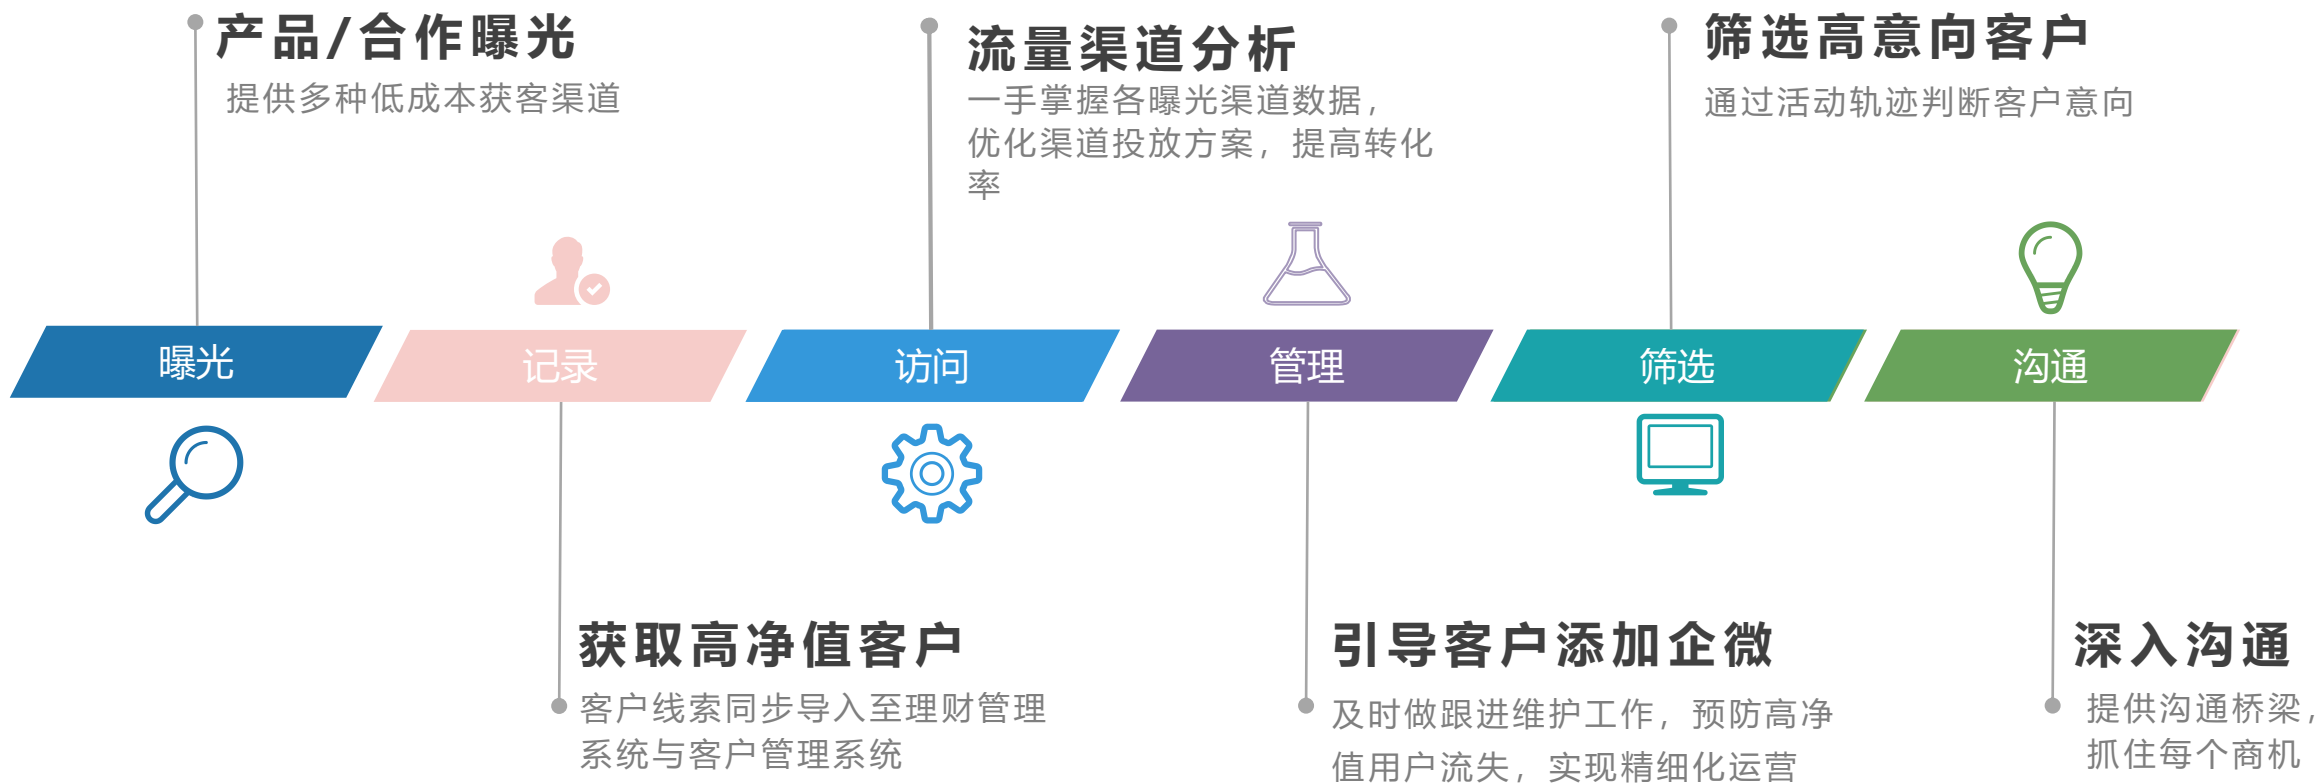 产品/合作曝光
提供多种低成本获客渠道
流量渠道分析
一手掌握各曝光渠道数据，
优化渠道投放方案，提高转化
率
筛选高意向客户
通过活动轨迹判断客户意向
曝光
记录
访问
管理
筛选
沟通
获取高净值客户
客户线索同步导入至理财管理
系统与客户管理系统
引导客户添加企微
及时做跟进维护工作，预防高净
值用户流失，实现精细化运营
深入沟通
提供沟通桥梁，
抓住每个商机